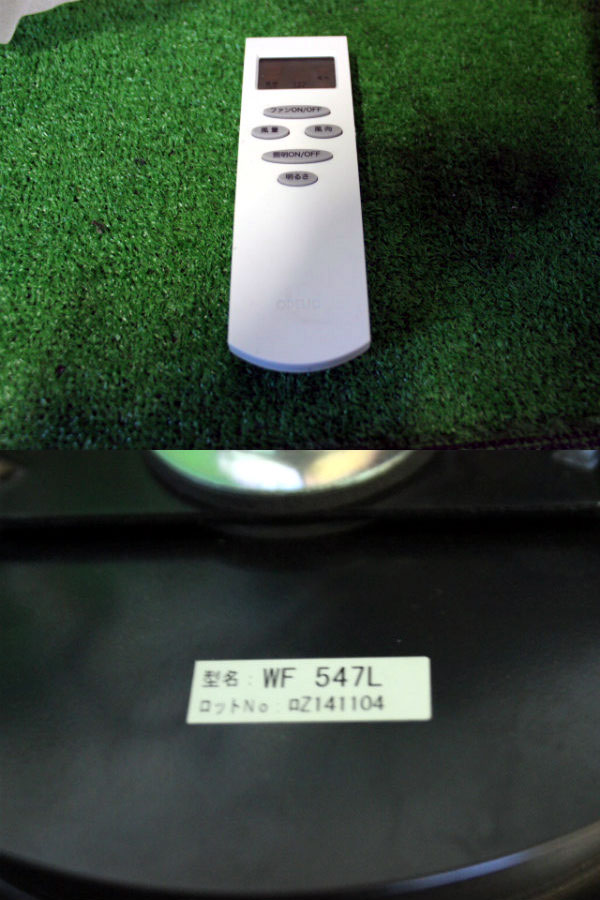 ファンON/OFF
風量 風向
照明ON/OFF
明るさ
ODELIC
型名: WF 547L
ロットNo: ロZ141104